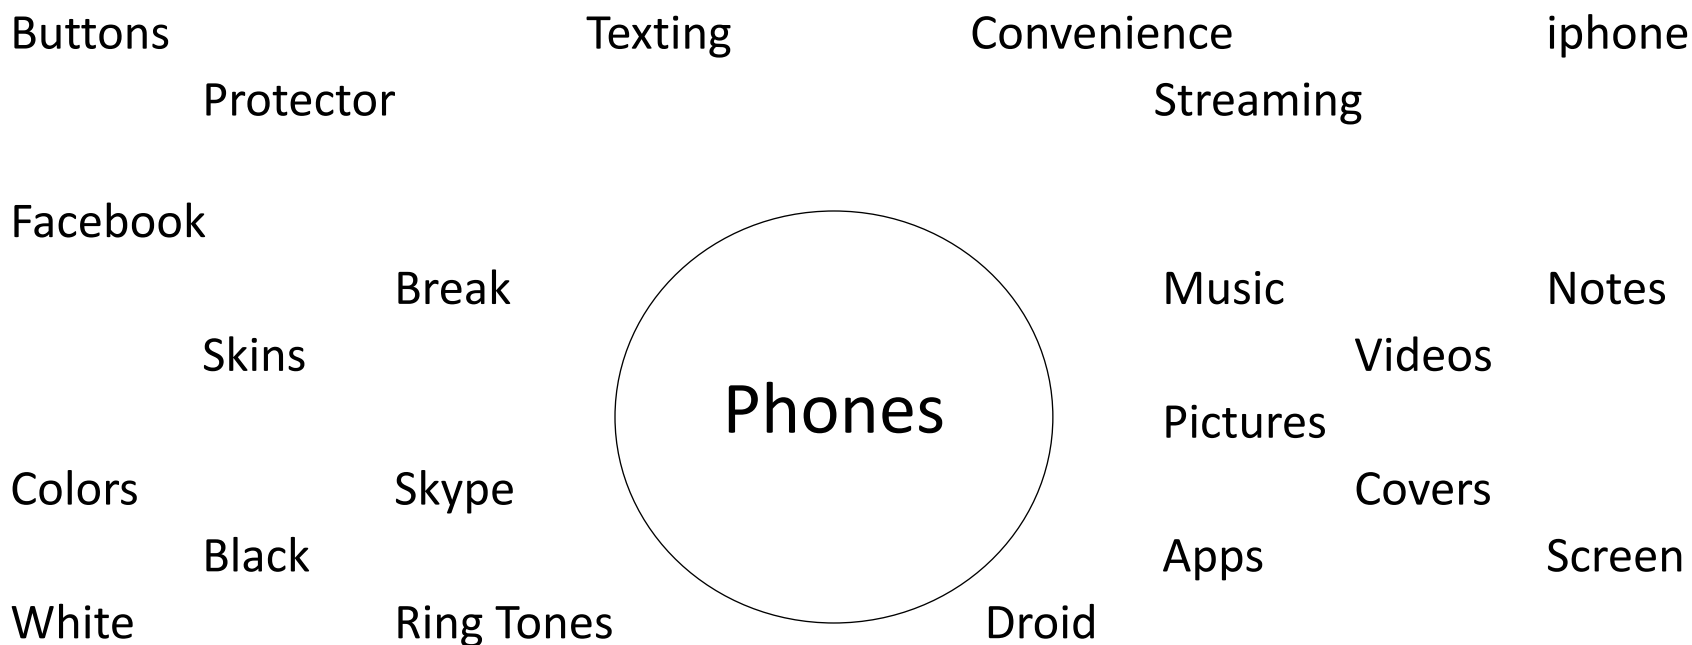 Buttons Texting Convenience iphone
Protector Streaming
Facebook
Break Music Notes
Skins Videos
Phones
Pictures
Colors Skype Covers
Black Apps Screen
White Ring Tones Droid